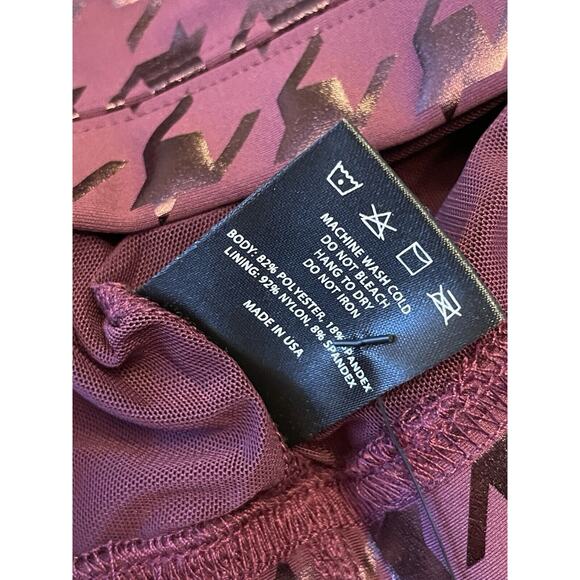 MACHINE WASH COLD
DO NOT BLEACH
HANG TO DRY
DO NOT IRON
BODY: 82% POLYESTER, 18% SPANDEX
LINING: 92% NYLON, 8% SPANDEX
MADE IN USA